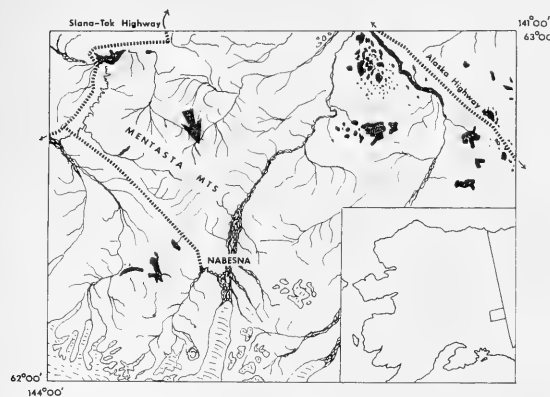 Slana-Tok Highway
141°00'
63°00'
Alaska Highway
MENTASTA MTS
NABESNA
62°00'
144°00'